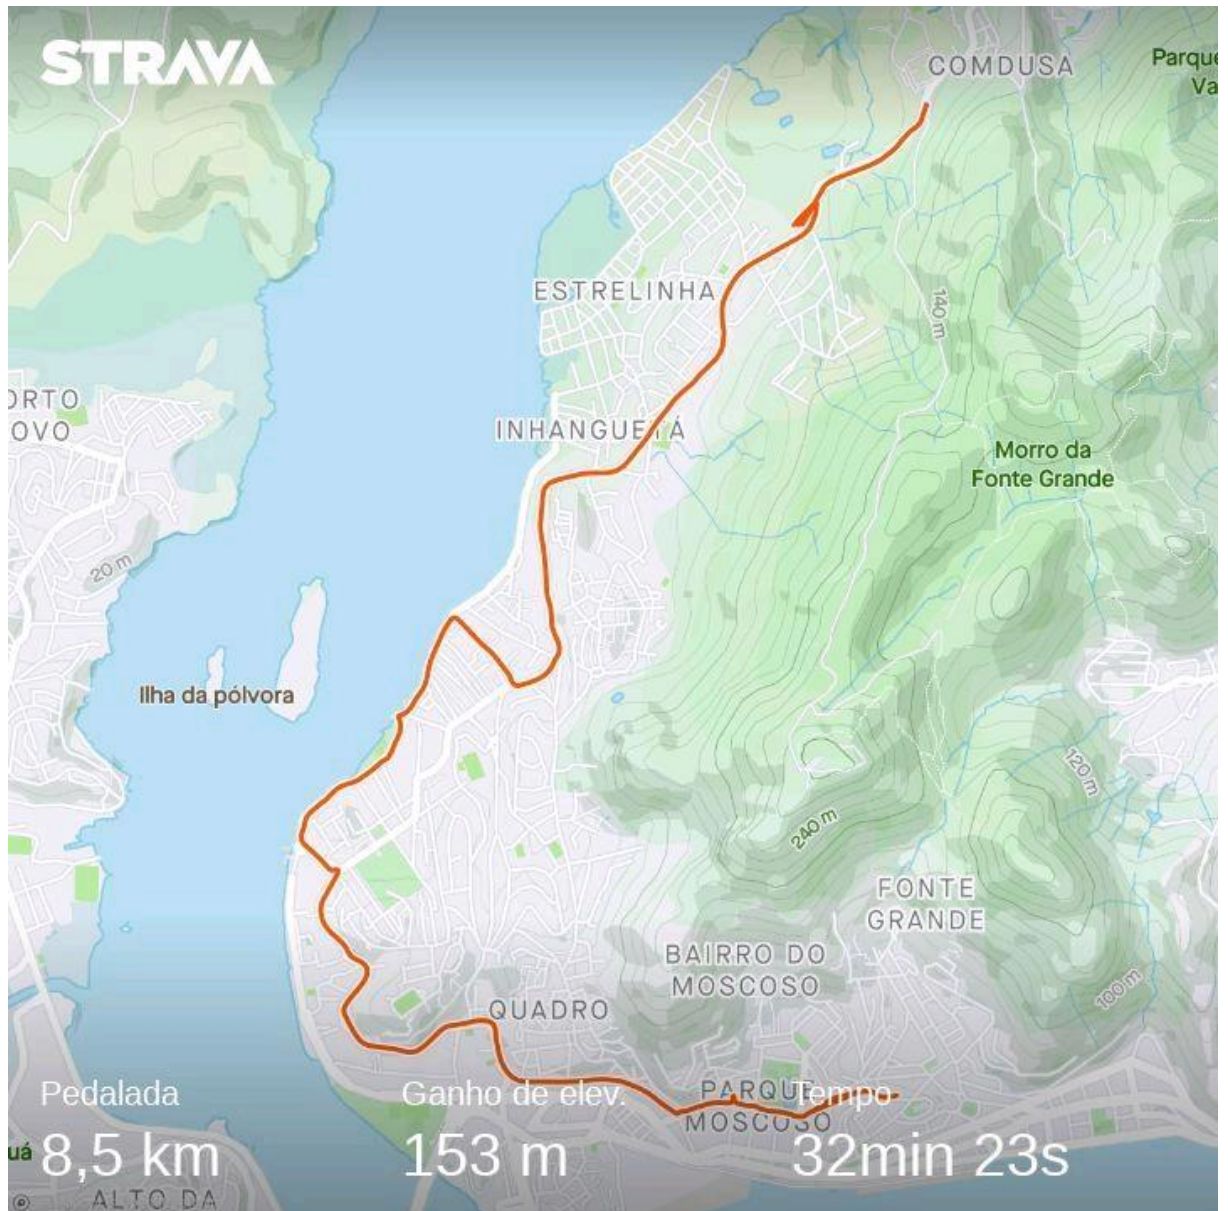 STRAVA
COMDUSA
Parque
Va
ESTRELINHA
ORTO
OVO
INHANGUETÁ
140 m
Morro da
Fonte Grande
20 m
Ilha da pólvora
120 m
240 m
FONTE
GRANDE
BAIRRO DO
MOSCOSO
100 m
QUADRO
PARQUE
MOSCOSO
Pedalada
Ganho de elev.
Tempo
uá
8,5 km
153 m
32min 23s
ALTO DA